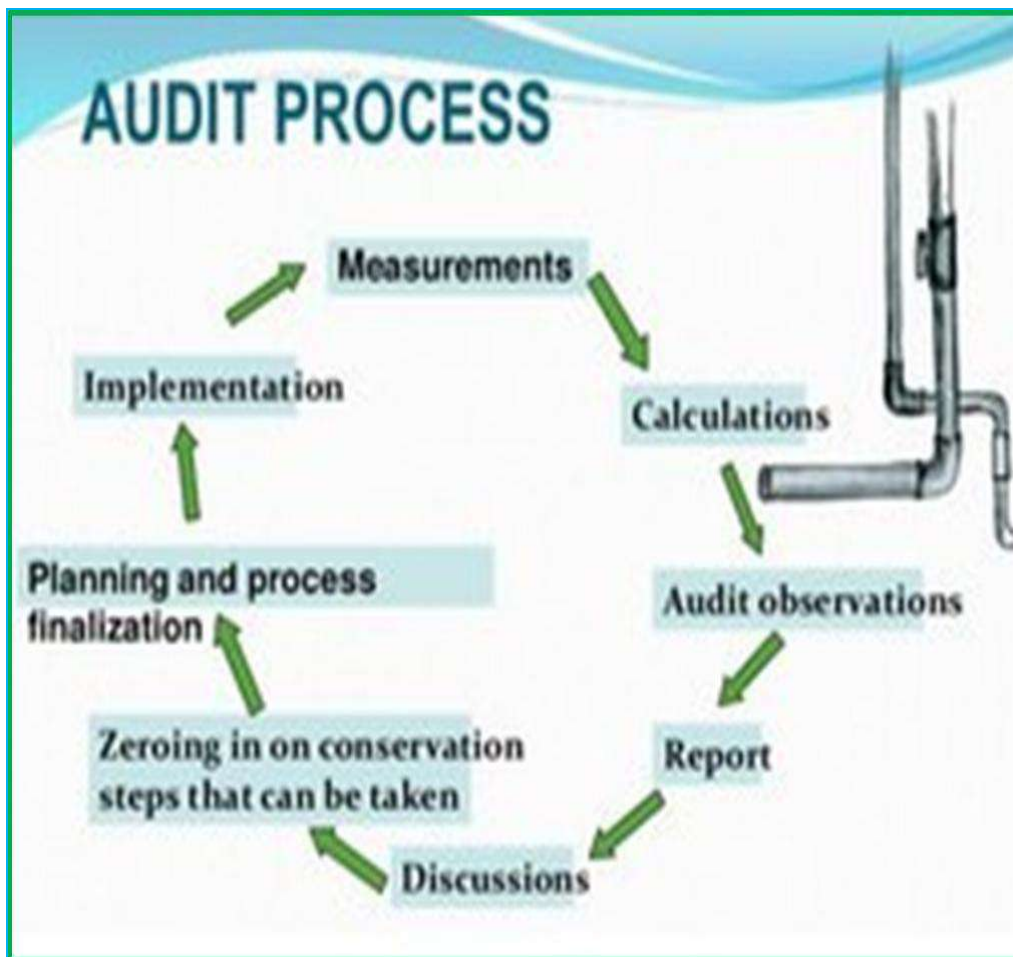 AUDIT PROCESS
Measurements
Calculations
Audit observations
Report
Discussions
Zeroing in on conservation
steps that can be taken
Planning and process
finalization
Implementation